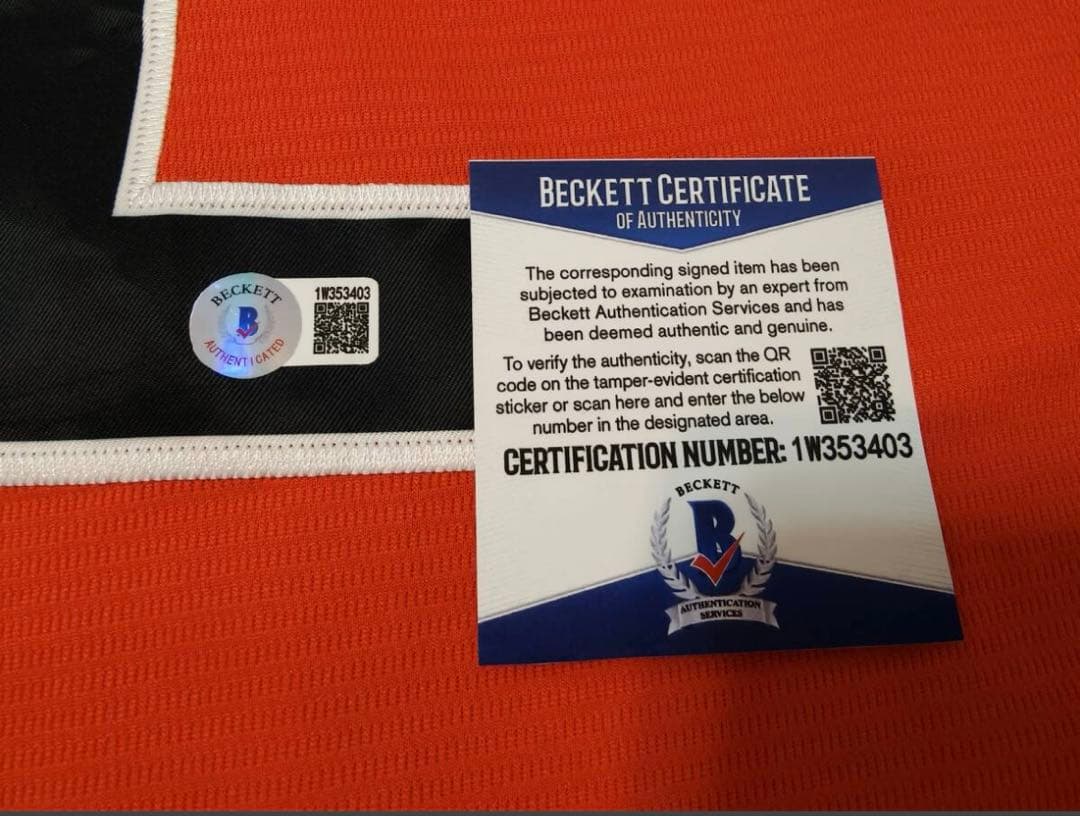 BECKETT
B
AUTHENTICATED
1W353403
BECKETT CERTIFICATE
OF AUTHENTICITY
The corresponding signed item has been
subjected to examination by an expert from
Beckett Authentication Services and has
been deemed authentic and genuine.
To verify the authenticity, scan the QR
code on the tamper-evident certification
sticker or scan here and enter the below
number in the designated area.
CERTIFICATION NUMBER: 1W353403
BECKETT
B
AUTHENTICATION
SERVICES